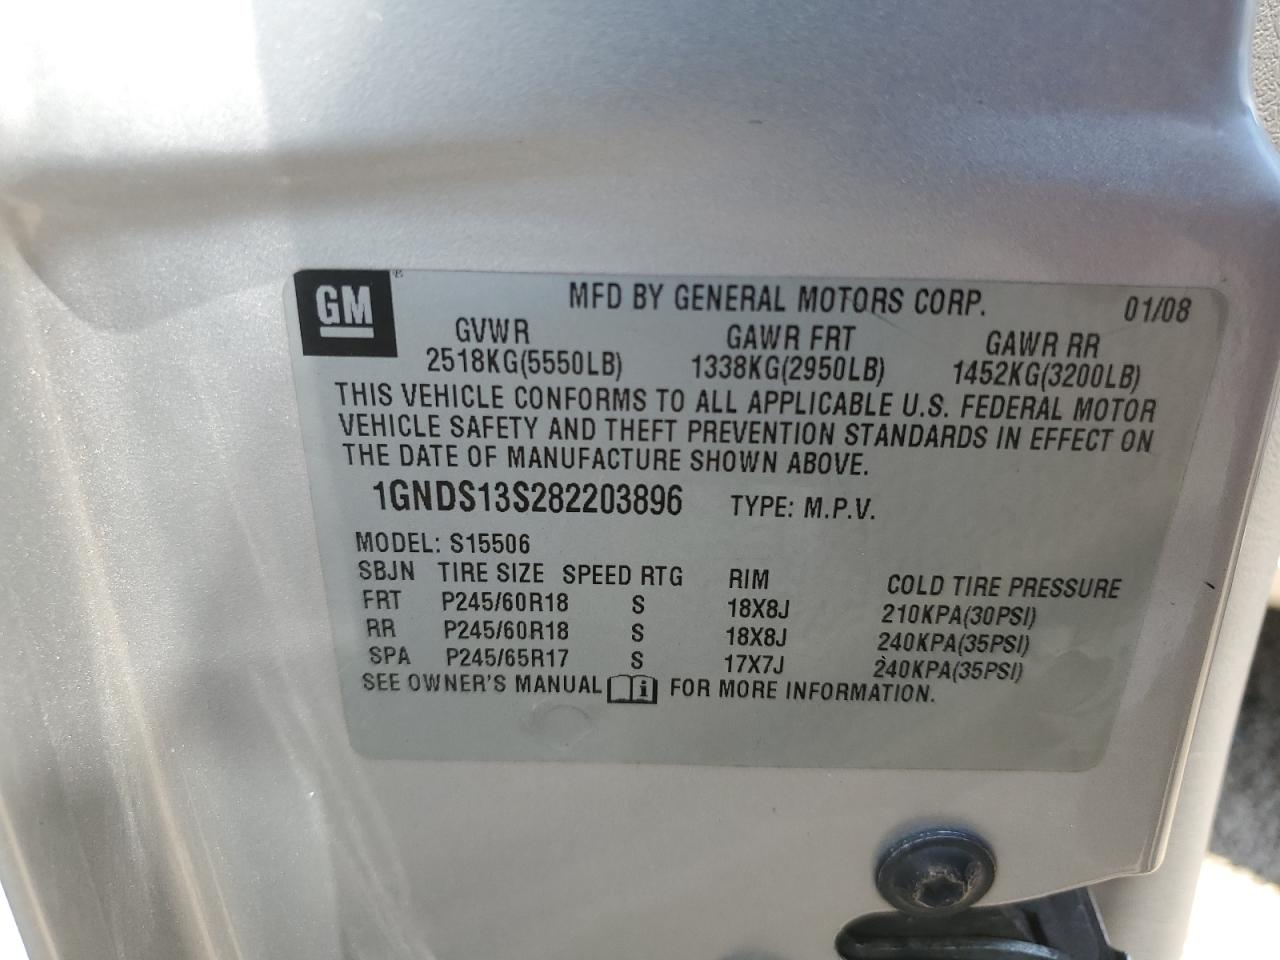 GM ®
MFD BY GENERAL MOTORS CORP. 01/08
GVWR GAWR FRT GAWR RR
2518KG(5550LB) 1338KG(2950LB) 1452KG(3200LB)
THIS VEHICLE CONFORMS TO ALL APPLICABLE U.S. FEDERAL MOTOR
VEHICLE SAFETY AND THEFT PREVENTION STANDARDS IN EFFECT ON
THE DATE OF MANUFACTURE SHOWN ABOVE.
1GNDS13S282203896 TYPE: M.P.V.
MODEL: S15506
SBJN TIRE SIZE SPEED RTG RIM COLD TIRE PRESSURE
FRT P245/60R18 S 18X8J 210KPA(30PSI)
RR P245/60R18 S 18X8J 240KPA(35PSI)
SPA P245/65R17 S 17X7J 240KPA(35PSI)
SEE OWNER'S MANUAL i FOR MORE INFORMATION.